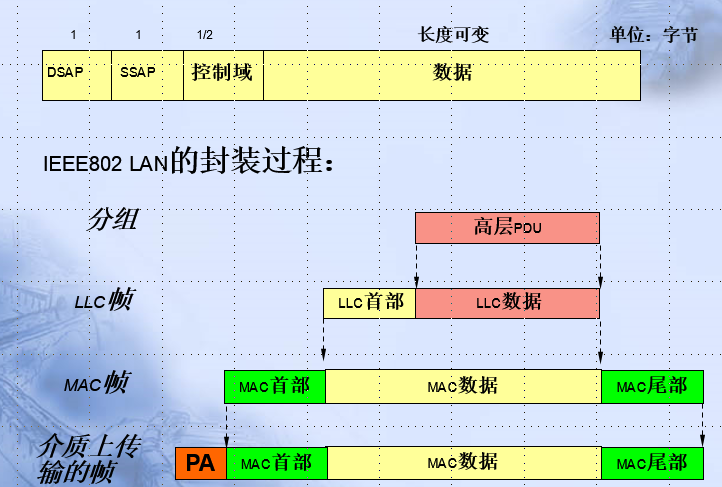 1 1 1/2 长度可变 单位：字节
DSAP SSAP 控制域 数据
IEEE802 LAN的封装过程：
分组 高层PDU
LLC帧 LLC首部 LLC数据
MAC帧 MAC首部 MAC数据 MAC尾部
介质上传
输的帧 PA MAC首部 MAC数据 MAC尾部